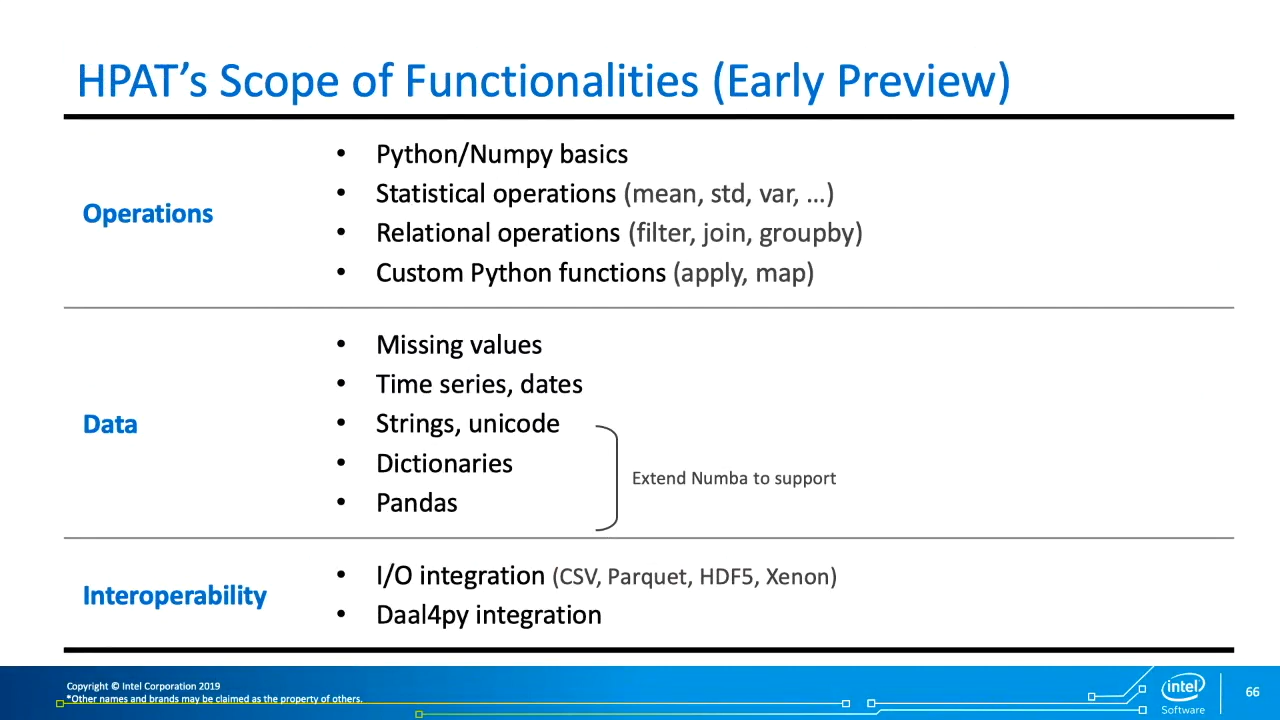 HPAT’s Scope of Functionalities (Early Preview)
Operations
• Python/Numpy basics
• Statistical operations (mean, std, var, ...)
• Relational operations (filter, join, groupby)
• Custom Python functions (apply, map)
Data
• Missing values
• Time series, dates
• Strings, unicode
• Dictionaries
• Pandas
Extend Numba to support
Interoperability
• I/O integration (CSV, Parquet, HDF5, Xenon)
• Daal4py integration
Copyright © Intel Corporation 2019
*Other names and brands may be claimed as the property of others.
intel
Software
66